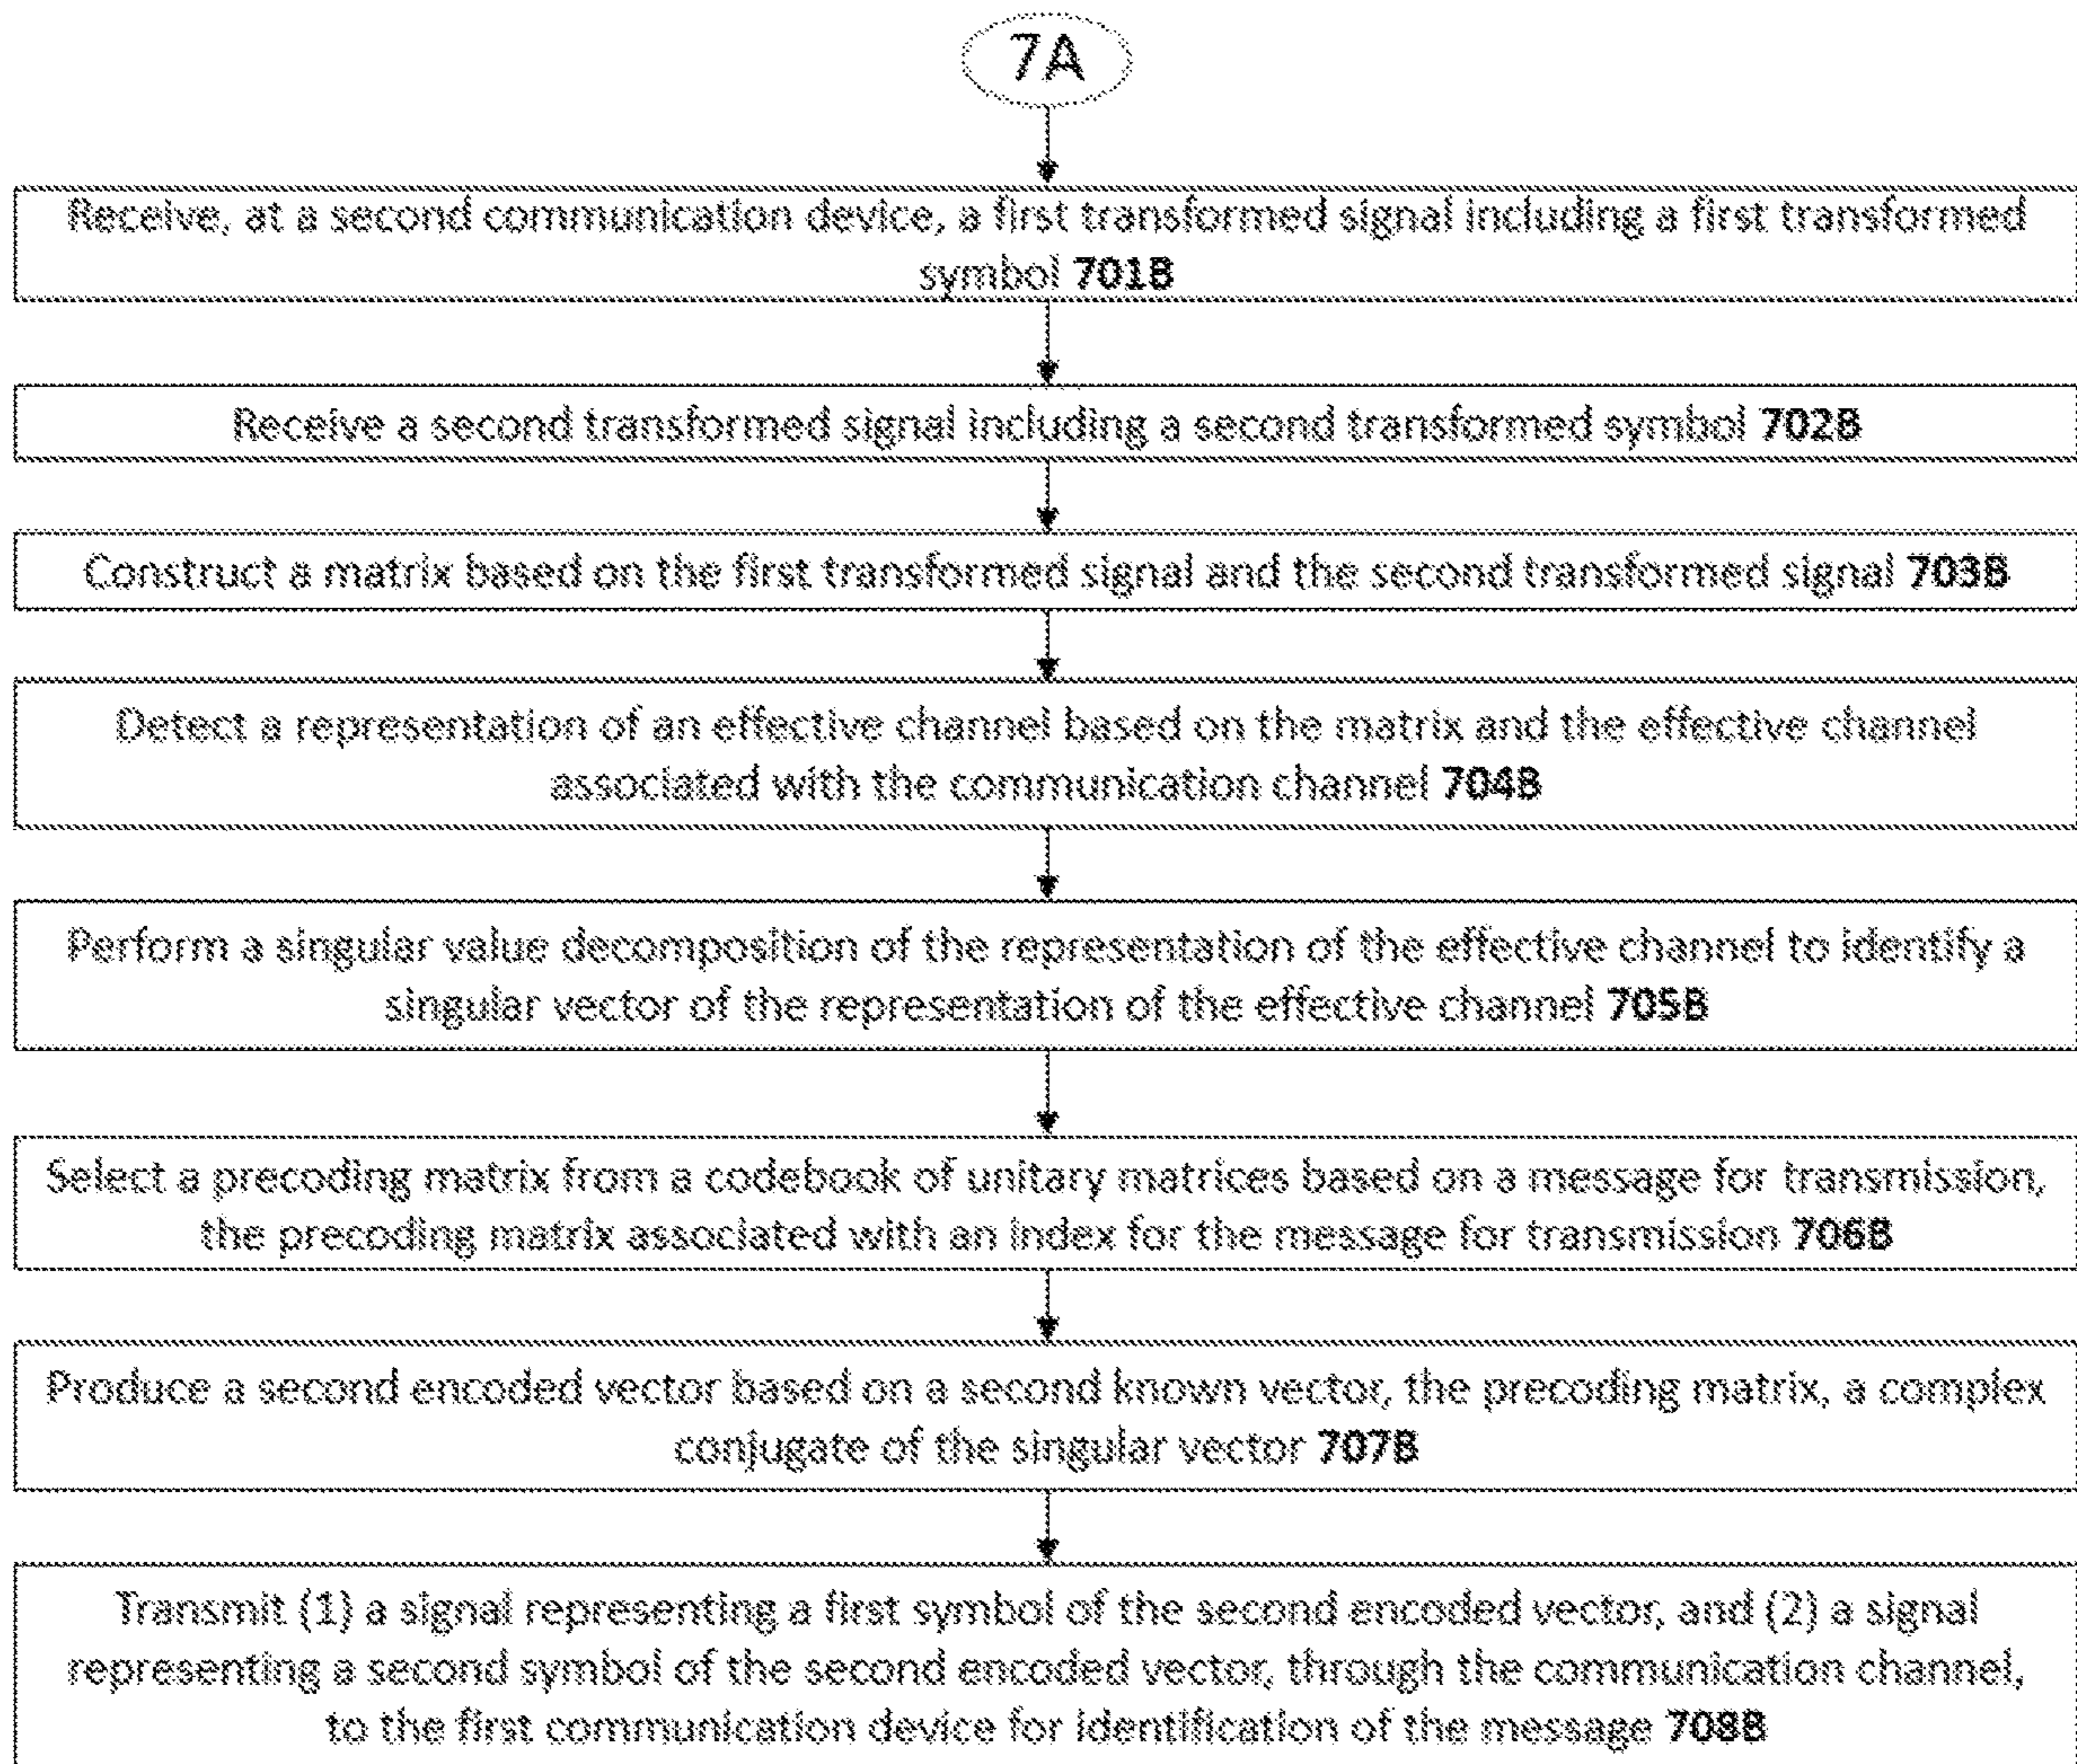 7A
Receive, at a second communication device, a first transformed signal including a first transformed
symbol 701B
Receive a second transformed signal including a second transformed symbol 702B
Construct a matrix based on the first transformed signal and the second transformed signal 703B
Detect a representation of an effective channel based on the matrix and the effective channel
associated with the communication channel 704B
Perform a singular value decomposition of the representation of the effective channel to identify a
singular vector of the representation of the effective channel 705B
Select a precoding matrix from a codebook of unitary matrices based on a message for transmission,
the precoding matrix associated with an index for the message for transmission 706B
Produce a second encoded vector based on a second known vector, the precoding matrix, a complex
conjugate of the singular vector 707B
Transmit (1) a signal representing a first symbol of the second encoded vector, and (2) a signal
representing a second symbol of the second encoded vector, through the communication channel,
to the first communication device for identification of the message 708B